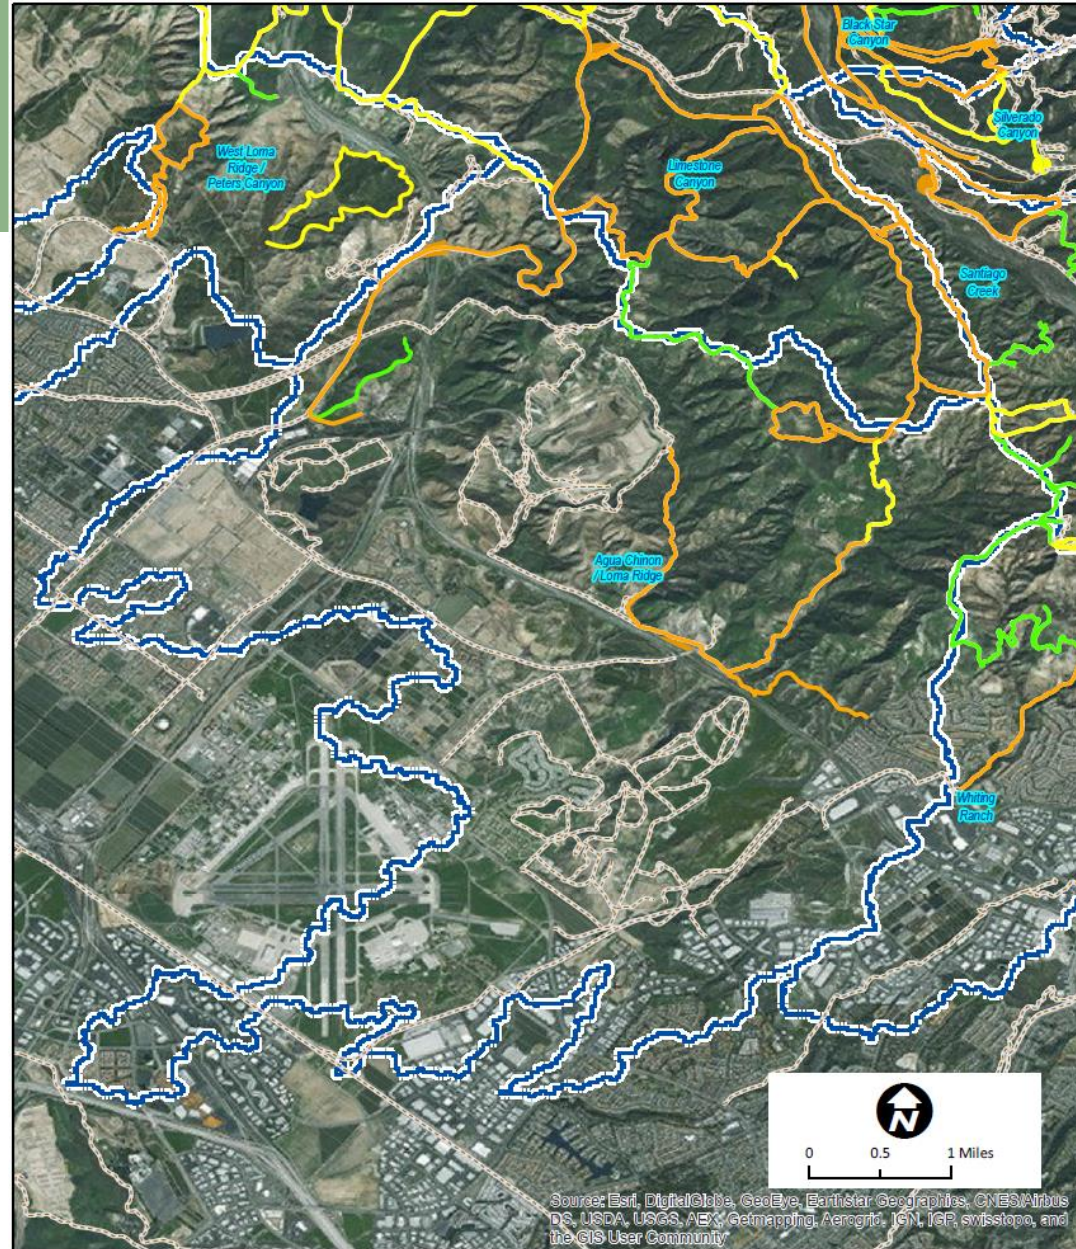 Black Star
Canyon
Silverado
Canyon
West Loma
Ridge /
Peters Canyon
Limestone
Canyon
Santiago
Creek
Agua Chinon
/ Loma Ridge
Whiting
Ranch
N
0 0.5 1 Miles
Source: Esri, DigitalGlobe, GeoEye, Earthstar Geographics, CNES/Airbus
DS, USDA, USGS, AEX, Getmapping, Aerogrid, IGN, IGP, swisstopo, and
the GIS User Community